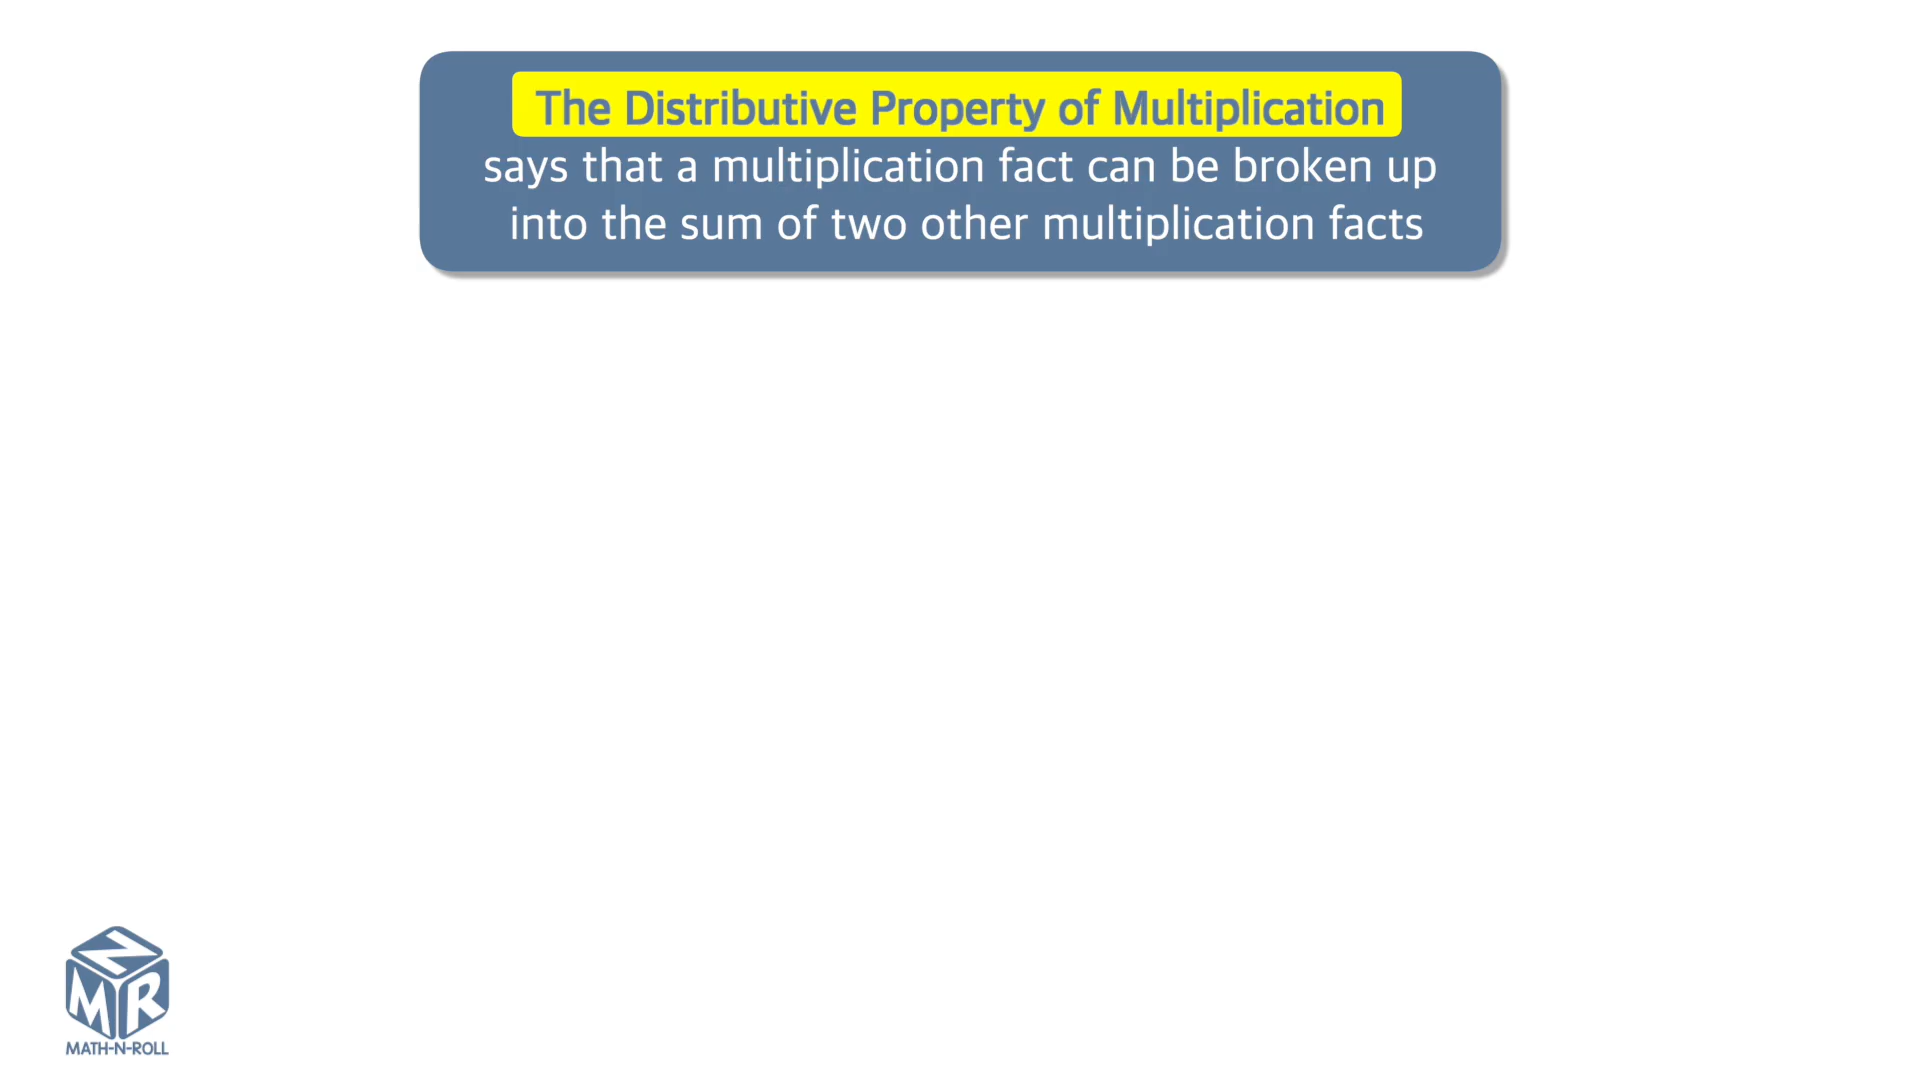 The Distributive Property of Multiplication
says that a multiplication fact can be broken up
into the sum of two other multiplication facts
N
M R
MATH-N-ROLL